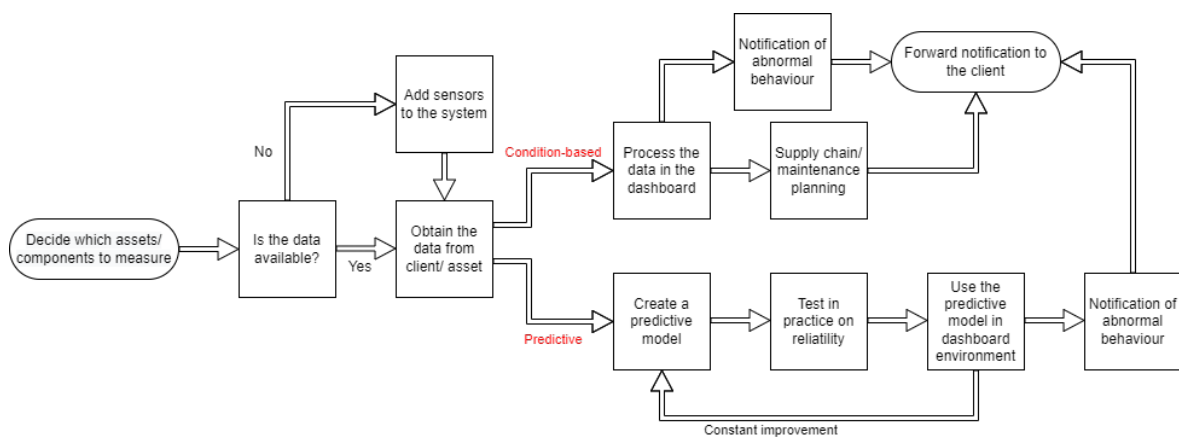 Decide which assets/
components to measure
Is the data
available?
No
Yes
Add sensors
to the system
Obtain the
data from
client/ asset
Condition-based
Process the
data in the
dashboard
Notification of
abnormal
behaviour
Forward notification to
the client
Supply chain/
maintenance
planning
Predictive
Create a
predictive
model
Test in
practice on
reliatility
Use the
predictive
model in
dashboard
environment
Notification of
abnormal
behaviour
Constant improvement